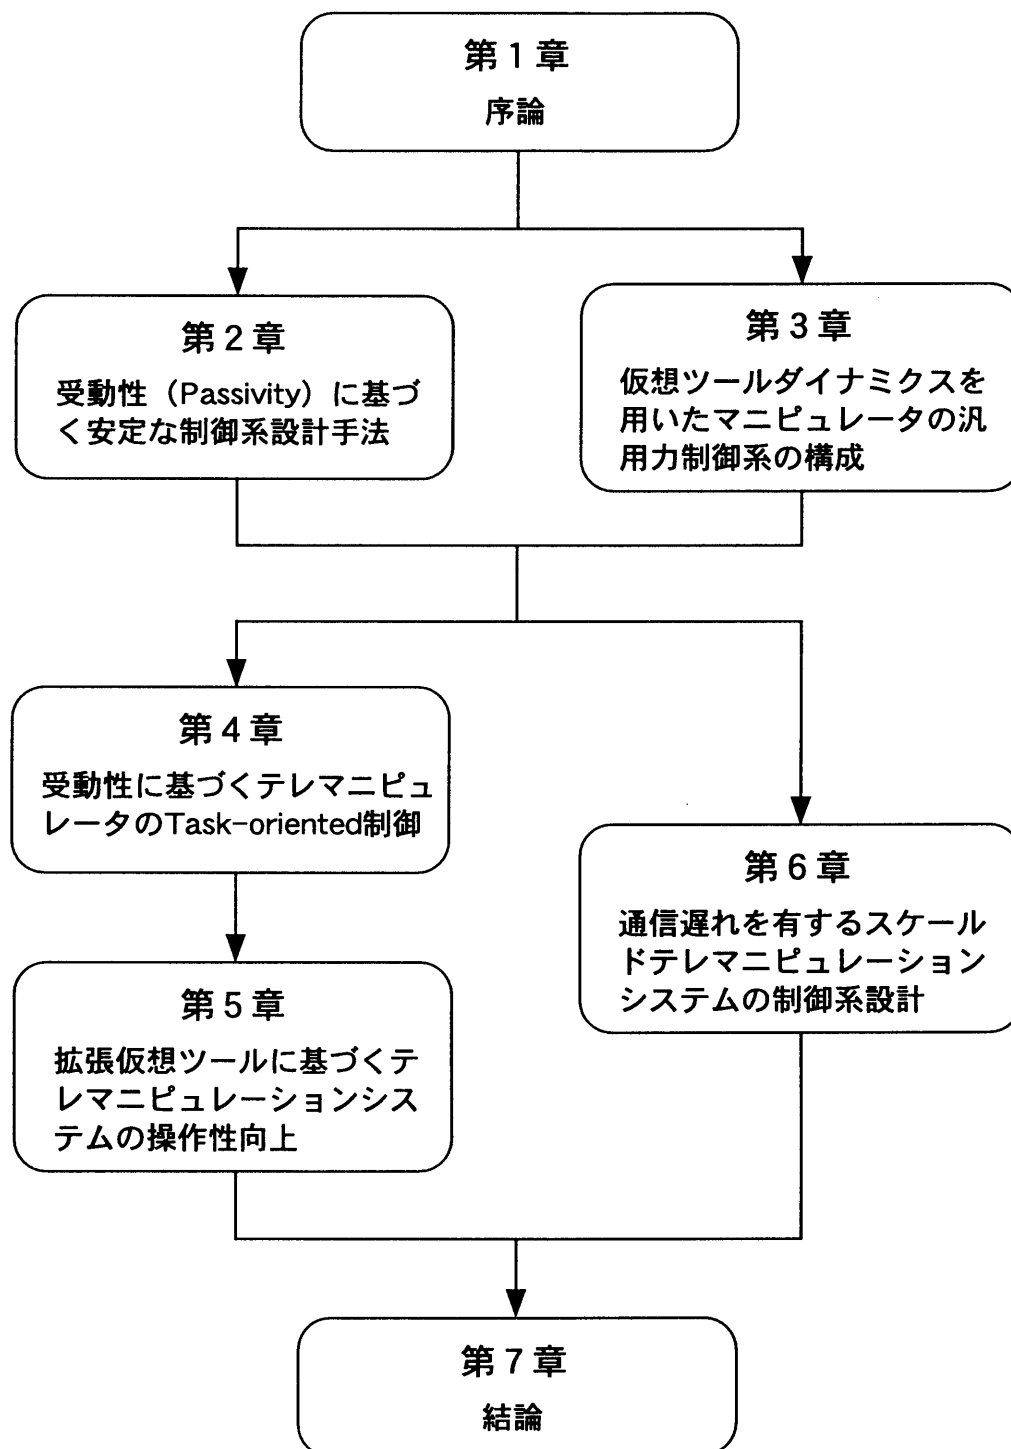 第1章
序論
第2章
受動性（Passivity）に基づ
く安定な制御系設計手法
第3章
仮想ツールダイナミクスを
用いたマニピュレータの汎
用力制御系の構成
第4章
受動性に基づくテレマニピュ
レータのTask-oriented制御
第5章
拡張仮想ツールに基づくテ
レマニピュレーションシス
テムの操作性向上
第6章
通信遅れを有するスケール
ドテレマニピュレーション
システムの制御系設計
第7章
結論